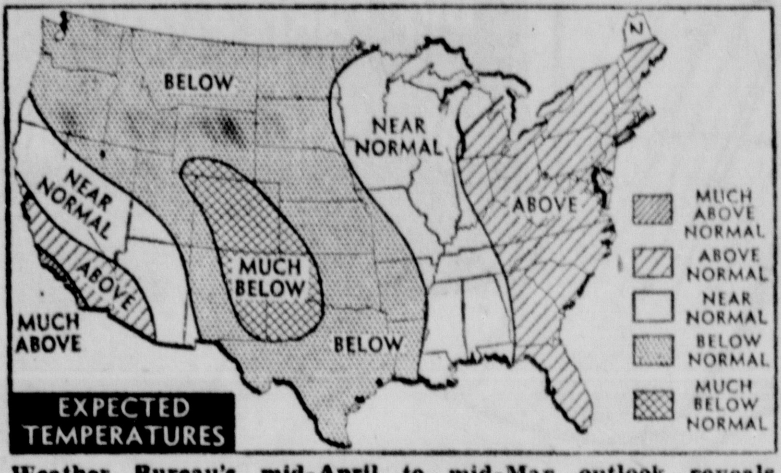 N
BELOW
NEAR
NORMAL
NEAR
NORMAL
ABOVE
ABOVE
MUCH
BELOW
MUCH
ABOVE
BELOW
MUCH
ABOVE
NORMAL
ABOVE
NORMAL
NEAR
NORMAL
BELOW
NORMAL
MUCH
BELOW
NORMAL
EXPECTED
TEMPERATURES
Weather Bureau's mid-April to mid-May outlook reveals